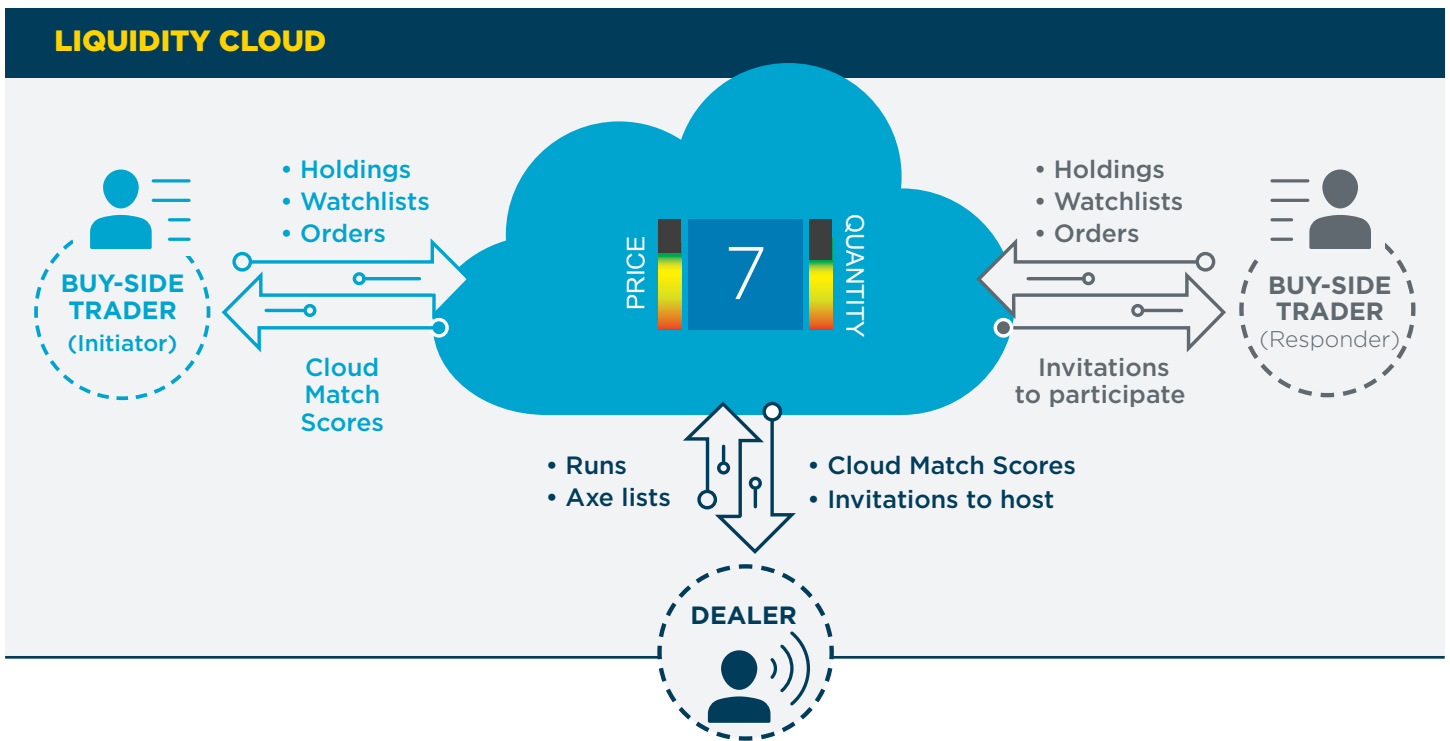 LIQUIDITY CLOUD
• Holdings
• Watchlists
• Orders
BUY-SIDE
TRADER
(Initiator)
Cloud
Match
Scores
PRICE
7
QUANTITY
• Holdings
• Watchlists
• Orders
BUY-SIDE
TRADER
(Responder)
Invitations
to participate
• Runs
• Axe lists
• Cloud Match Scores
• Invitations to host
DEALER